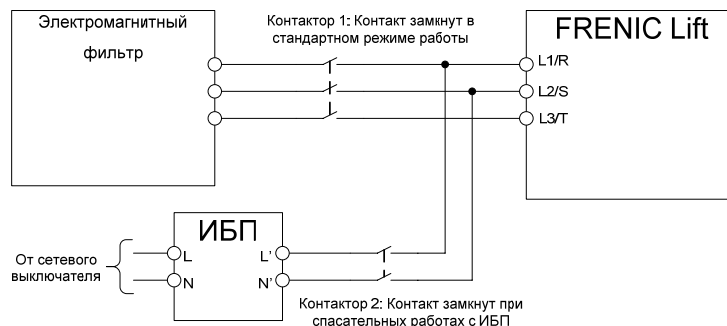 Электромагнитный
фильтр
Контактор 1: Контакт замкнут в
стандартном режиме работы
FRENIC Lift
L1/R
L2/S
L3/T
ИБП
От сетевого
выключателя
L
N
L'
N'
Контактор 2: Контакт замкнут при
спасательных работах с ИБП